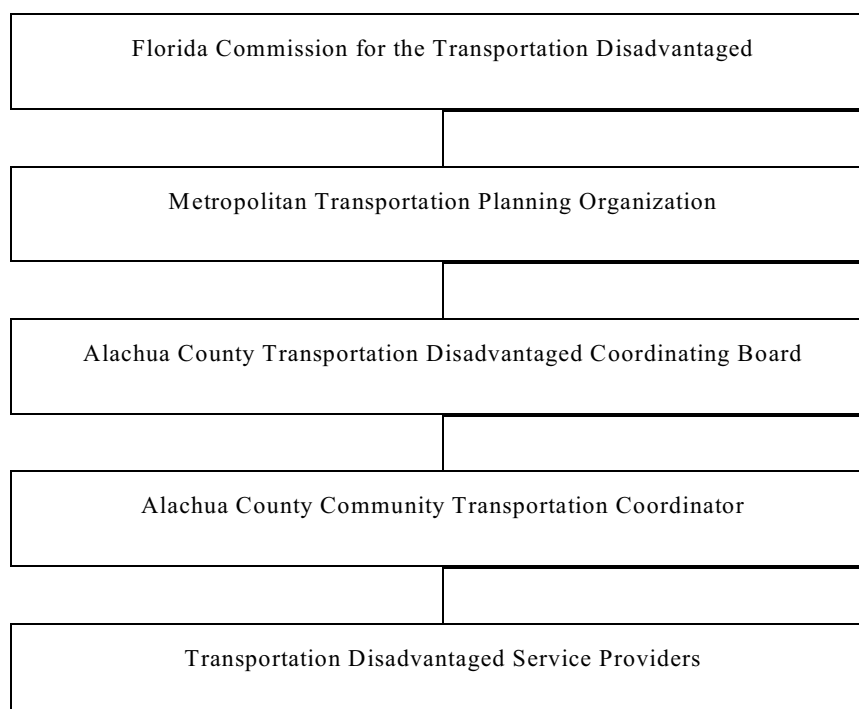 Florida Commission for the Transportation Disadvantaged
Metropolitan Transportation Planning Organization
Alachua County Transportation Disadvantaged Coordinating Board
Alachua County Community Transportation Coordinator
Transportation Disadvantaged Service Providers